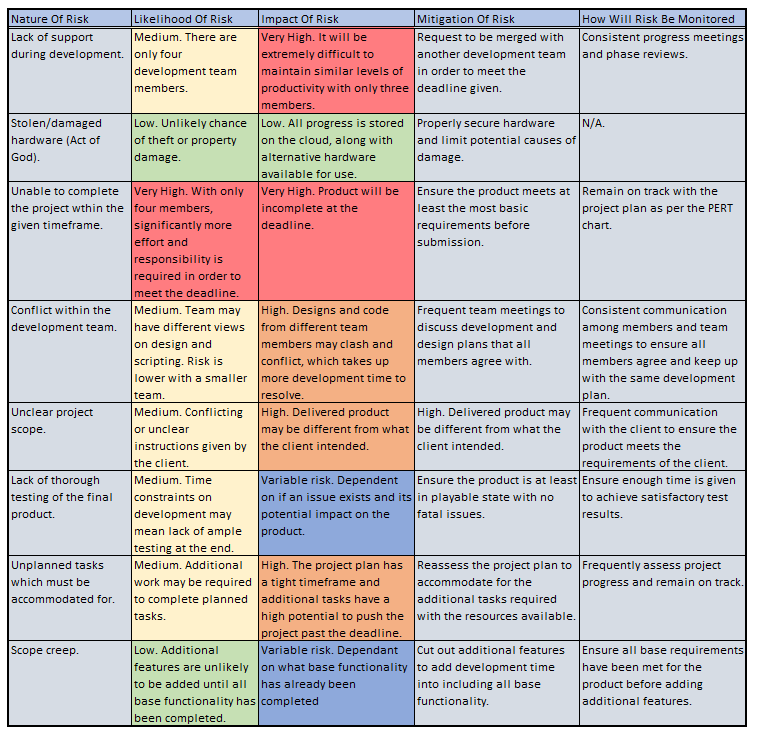 Nature Of Risk
Likelihood Of Risk
Impact Of Risk
Mitigation Of Risk
How Will Risk Be Monitored
Lack of support
during development.
Medium. There are
only four
development team
members.
Very High. It will be
extremely difficult to
maintain similar levels of
productivity with only three
members.
Request to be merged with
another development team
in order to meet the
deadline given.
Consistent progress meetings
and phase reviews.
Stolen/damaged
hardware (Act of
God).
Low. Unlikely chance
of theft or property
damage.
Low. All progress is stored
on the cloud, along with
alternative hardware
available for use.
Properly secure hardware
and limit potential causes of
damage.
N/A.
Unable to complete
the project wthin the
given timeframe.
Very High. With only
four members,
significantly more
effort and
responsibility is
required in order to
meet the deadline.
Very High. Product will be
incomplete at the
deadline.
Ensure the product meets at
least the most basic
requirements before
submission.
Remain on track with the
project plan as per the PERT
chart.
Conflict within the
development team.
Medium. Team may
have different views
on design and
scripting. Risk is
lower with a smaller
team.
High. Designs and code
from different team
members may clash and
conflict, which takes up
more development time to
resolve.
Frequent team meetings to
discuss development and
design plans that all
members agree with.
Consistent communication
among members and team
meetings to ensure all
members agree and keep up
with the same development
plan.
Unclear project
scope.
Medium. Conflicting
or unclear
instructions given by
the client.
High. Delivered product
may be different from what
the client intended.
High. Delivered product may
be different from what the
client intended.
Frequent communication
with the client to ensure the
product meets the
requirements of the client.
Lack of thorough
testing of the final
product.
Medium. Time
constraints on
development may
mean lack of ample
testing at the end.
Variable risk. Dependent
on if an issue exists and its
potential impact on the
product.
Ensure the product is at least
in playable state with no
fatal issues.
Ensure enough time is given
to achieve satisfactory test
results.
Unplanned tasks
which must be
accommodated for.
Medium. Additional
work may be required
to complete planned
tasks.
High. The project plan has
a tight timeframe and
additional tasks have a
high potential to push the
project past the deadline.
Reassess the project plan to
accommodate for the
additional tasks required
with the resources available.
Frequently assess project
progress and remain on track.
Scope creep.
Low. Additional
features are unlikely
to be added until all
base functionality has
been completed.
Variable risk. Dependant
on what base functionality
has already been
completed
Cut out additional features
to add development time
into including all base
functionality.
Ensure all base requirements
have been met for the
product before adding
additional features.